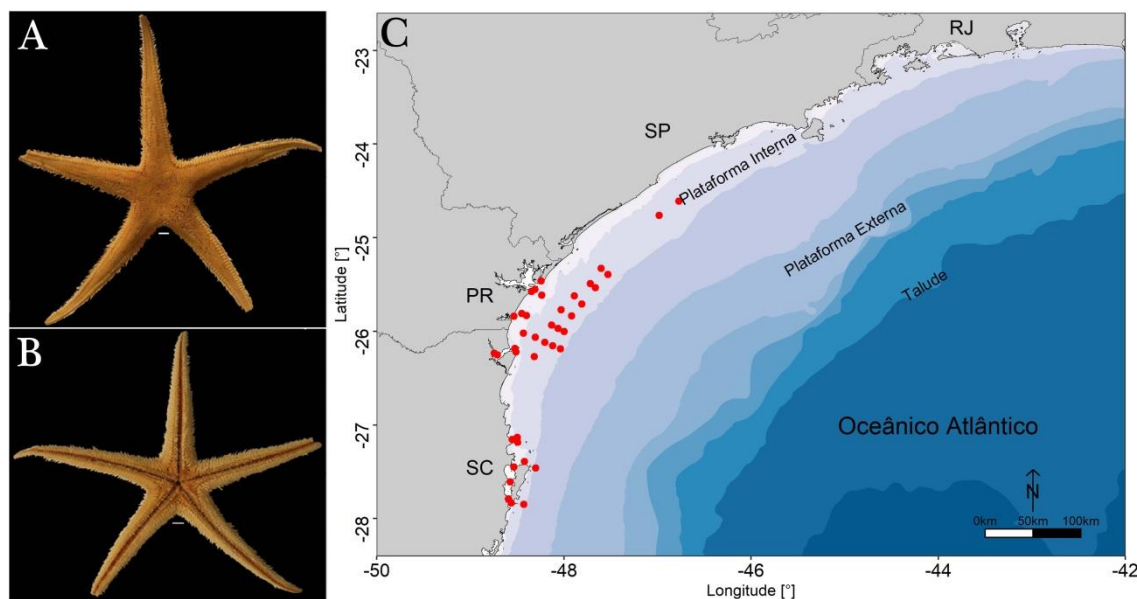 A
B
C
RJ
SP
PR
SC
Plataforma Interna
Plataforma Externa
Talude
Oceânico Atlântico
N
0km 50km 100km
-23
-24
-25
-26
-27
-28
Latitude [°]
-50 -48 -46 -44 -42
Longitude [°]